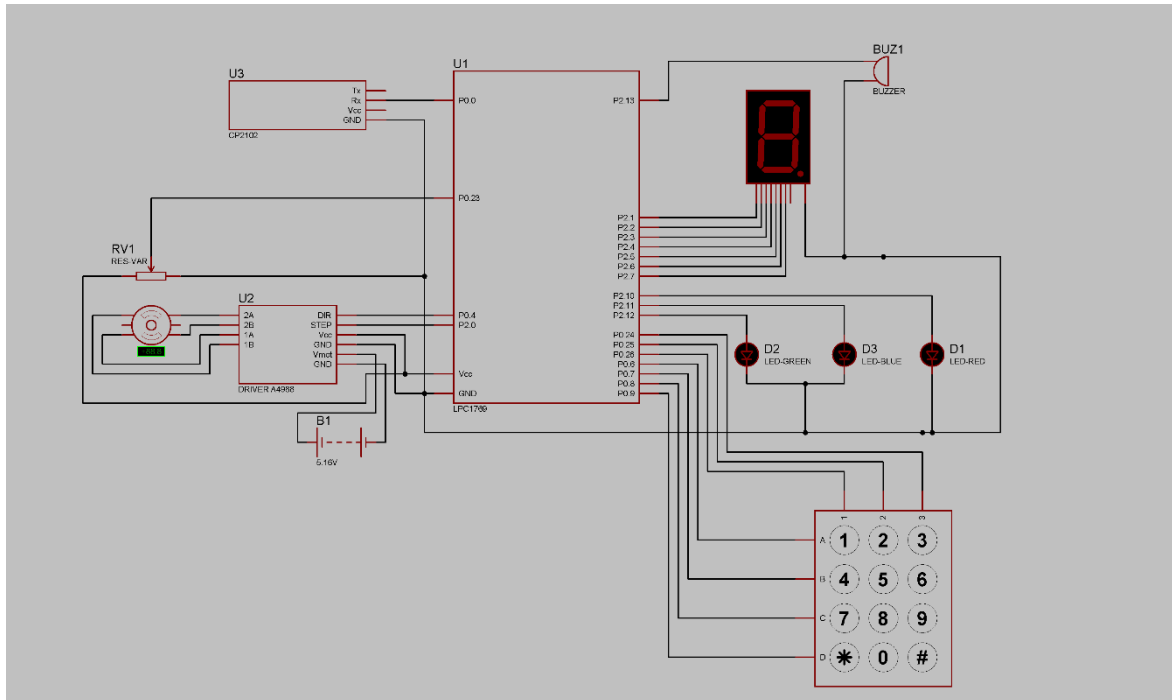 U3
Tx
Rx
Vcc
GND
CP2102
U1
P0.0
P0.23
P0.4
P2.0
Vcc
GND
LPC1769
P2.13
P2.1
P2.2
P2.3
P2.4
P2.5
P2.6
P2.7
P2.10
P2.11
P2.12
P0.24
P0.25
P0.26
P0.6
P0.7
P0.8
P0.9
BUZ1
BUZZER
RV1
RES-VAR
U2
2A
2B
1A
1B
DIR
STEP
Vcc
GND
Vmot
GND
DRIVER A4988
B1
5.16V
D2
LED-GREEN
D3
LED-BLUE
D1
LED-RED
1 2 3
A 1 2 3
B 4 5 6
C 7 8 9
D * 0 #